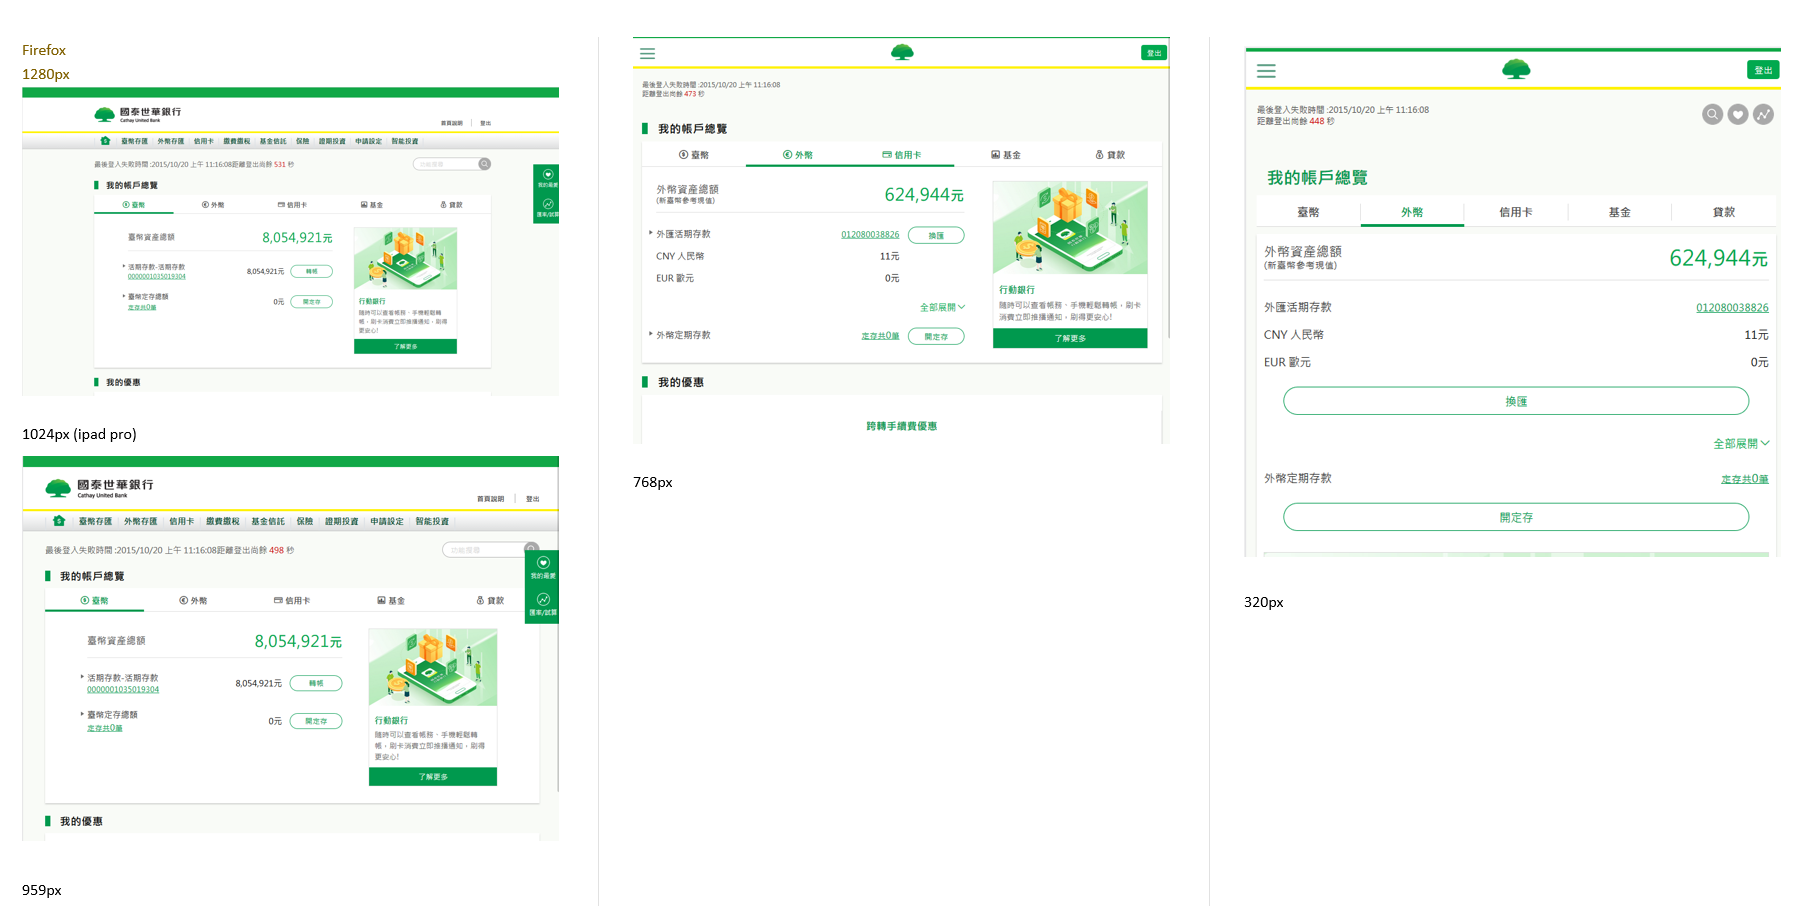 Firefox
1280px
國泰世華銀行
Cathay United Bank
首頁說明 登出
臺幣存匯 外幣存匯 信用卡 繳費繳稅 基金信託 保險 證期投資 申請設定 智能投資
最後登入失敗時間 :2015/10/20 上午 11:16:08距離登出尚餘 531 秒
功能搜尋
我的最愛
匯率/試算
我的帳戶總覽
臺幣 外幣 信用卡 基金 貸款
臺幣資產總額 8,054,921元
活期存款-活期存款
0000001035019304
8,054,921元 轉帳
臺幣定存總額
定存共0筆
0元 開定存
行動銀行
隨時可以查看帳務、手機輕鬆轉
帳，刷卡消費立即推播通知，刷得
更安心!
了解更多
我的優惠
1024px (ipad pro)
國泰世華銀行
Cathay United Bank
首頁說明 登出
臺幣存匯 外幣存匯 信用卡 繳費繳稅 基金信託 保險 證期投資 申請設定 智能投資
最後登入失敗時間 :2015/10/20 上午 11:16:08距離登出尚餘 498 秒
功能搜尋
我的最愛
匯率/試算
我的帳戶總覽
臺幣 外幣 信用卡 基金 貸款
臺幣資產總額 8,054,921元
活期存款-活期存款
0000001035019304
8,054,921元 轉帳
臺幣定存總額
定存共0筆
0元 開定存
行動銀行
隨時可以查看帳務、手機輕鬆轉
帳，刷卡消費立即推播通知，刷得
更安心!
了解更多
我的優惠
959px
登出
最後登入失敗時間 :2015/10/20 上午 11:16:08
距離登出尚餘 473 秒
我的帳戶總覽
臺幣 外幣 信用卡 基金 貸款
外幣資產總額
(新臺幣參考現值)
624,944元
外匯活期存款 012080038826 換匯
CNY 人民幣 11元
EUR 歐元 0元
全部展開
外幣定期存款 定存共0筆 開定存
行動銀行
隨時可以查看帳務、手機輕鬆轉帳，刷卡
消費立即推播通知，刷得更安心!
了解更多
我的優惠
跨轉手續費優惠
768px
登出
最後登入失敗時間 :2015/10/20 上午 11:16:08
距離登出尚餘 448 秒
我的帳戶總覽
臺幣 外幣 信用卡 基金 貸款
外幣資產總額
(新臺幣參考現值)
624,944元
外匯活期存款 012080038826
CNY 人民幣 11元
EUR 歐元 0元
換匯
全部展開
外幣定期存款 定存共0筆
開定存
320px